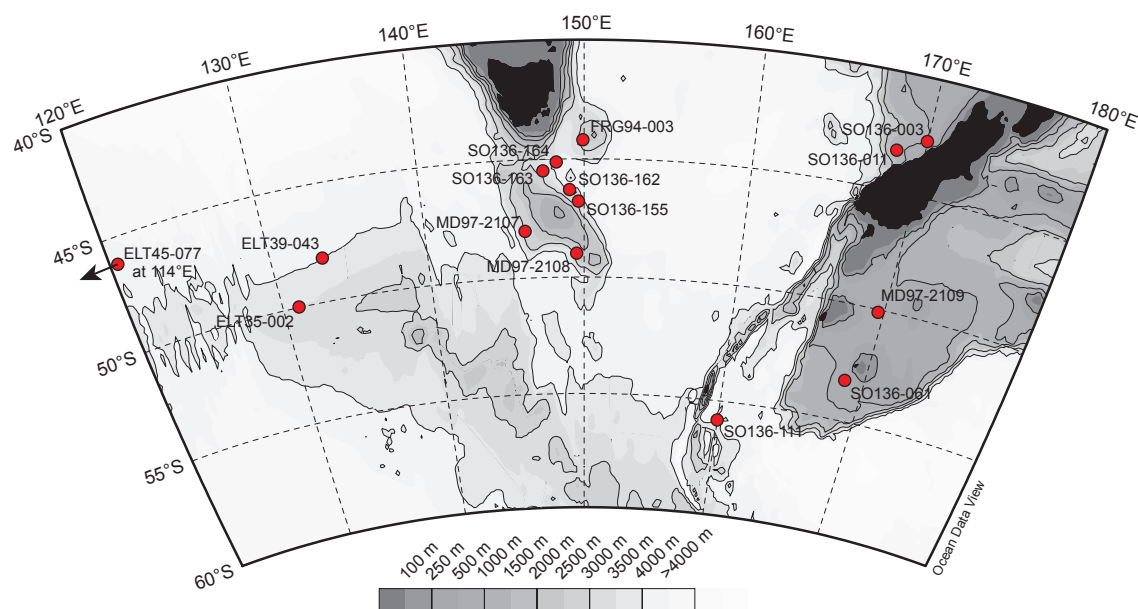 150°E
140°E
160°E
130°E
170°E
120°E
180°E
40°S
FRG94-003
SO136-003
SO136-164
SO136-011
SO136-163
SO136-162
SO136-155
MD97-2107
45°S
ELT45-077
at 114°E
ELT39-043
MD97-2108
MD97-2109
ELT35-002
50°S
SO136-061
SO136-111
55°S
60°S
Ocean Data View
100 m
250 m
500 m
1000 m
1500 m
2000 m
2500 m
3000 m
3500 m
4000 m
>4000 m